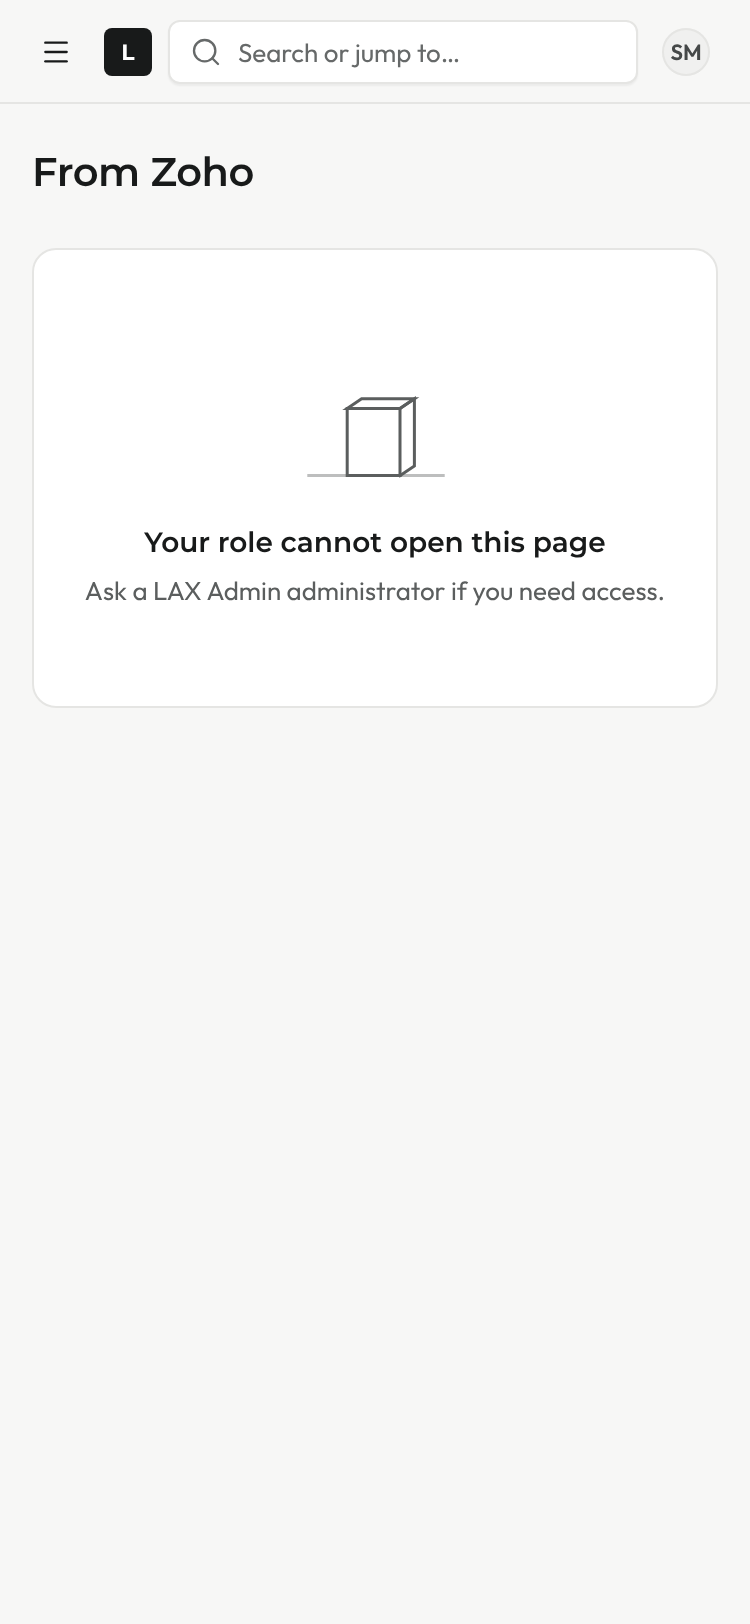 L
Search or jump to...
SM
From Zoho
Your role cannot open this page
Ask a LAX Admin administrator if you need access.